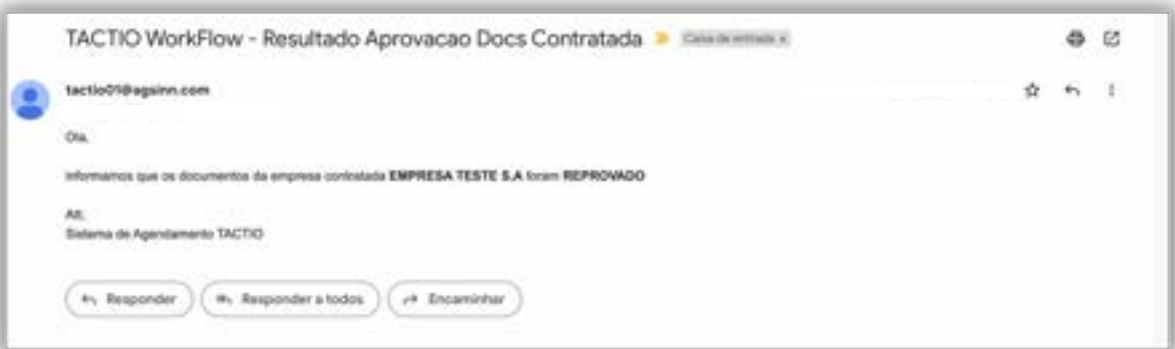 TACTIO WorkFlow - Resultado Aprovacao Docs Contratada Caixa de entrada x
tactio01@agsinn.com
Ola,
informamos que os documentos da empresa contratada EMPRESA TESTE S.A foram REPROVADO
Att,
Sistema de Agendamento TACTIO
Responder Responder a todos Encaminhar